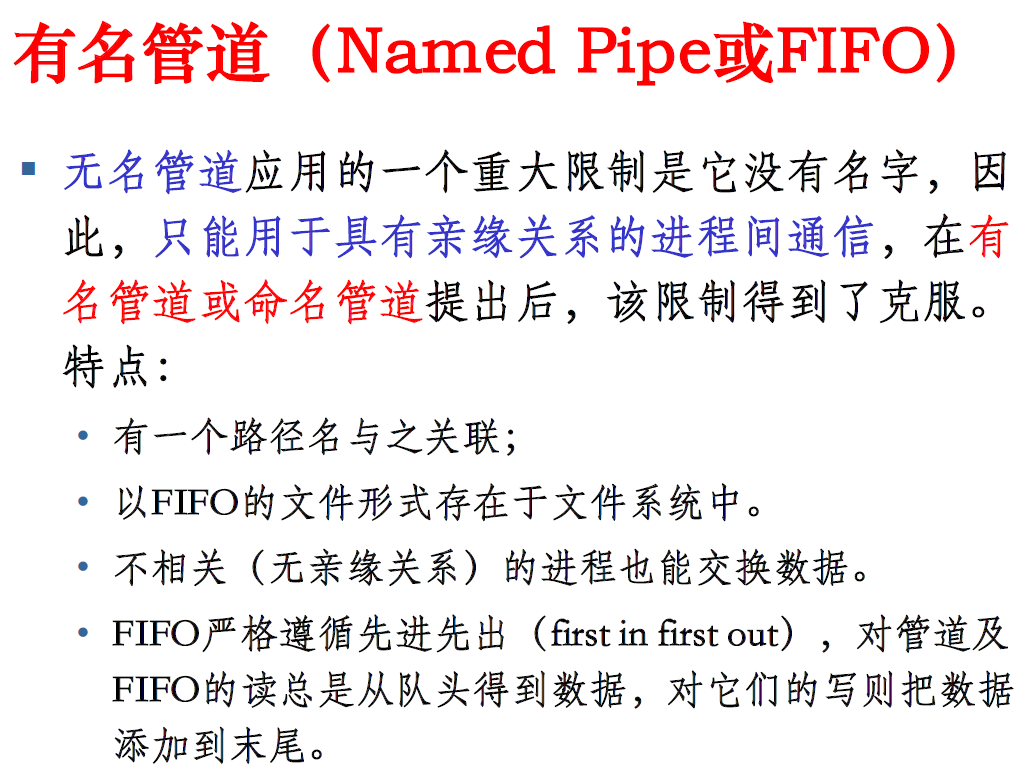 有名管道（Named Pipe或FIFO）
▪ 无名管道应用的一个重大限制是它没有名字，因
此，只能用于具有亲缘关系的进程间通信，在有
名管道或命名管道提出后，该限制得到了克服。
特点：
• 有一个路径名与之关联；
• 以FIFO的文件形式存在于文件系统中。
• 不相关（无亲缘关系）的进程也能交换数据。
• FIFO严格遵循先进先出（first in first out），对管道及
FIFO的读总是从队头得到数据，对它们的写则把数据
添加到末尾。